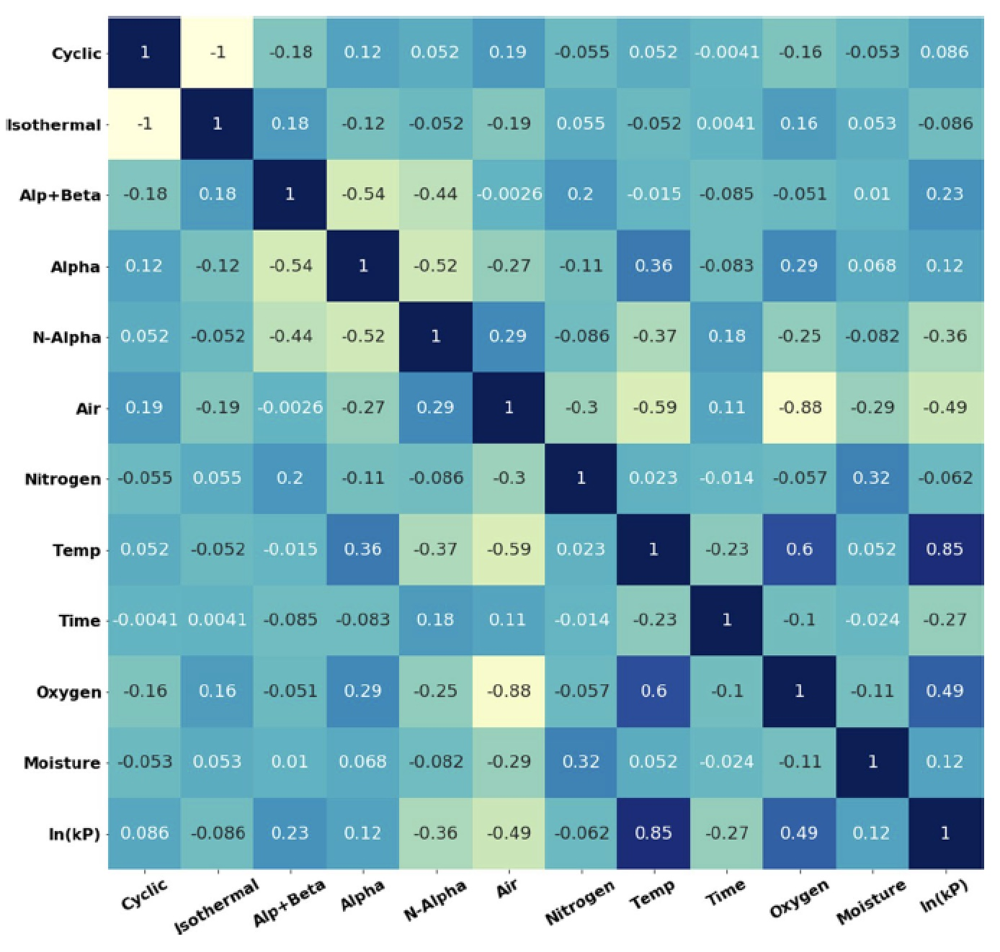 Cyclic 1 -1 -0.18 0.12 0.052 0.19 -0.055 0.052 -0.0041 -0.16 -0.053 0.086
Isothermal -1 1 0.18 -0.12 -0.052 -0.19 0.055 -0.052 0.0041 0.16 0.053 -0.086
Alp+Beta -0.18 0.18 1 -0.54 -0.44 -0.0026 0.2 -0.015 -0.085 -0.051 0.01 0.23
Alpha 0.12 -0.12 -0.54 1 -0.52 -0.27 -0.11 0.36 -0.083 0.29 0.068 0.12
N-Alpha 0.052 -0.052 -0.44 -0.52 1 0.29 -0.086 -0.37 0.18 -0.25 -0.082 -0.36
Air 0.19 -0.19 -0.0026 -0.27 0.29 1 -0.3 -0.59 0.11 -0.88 -0.29 -0.49
Nitrogen -0.055 0.055 0.2 -0.11 -0.086 -0.3 1 0.023 -0.014 -0.057 0.32 -0.062
Temp 0.052 -0.052 -0.015 0.36 -0.37 -0.59 0.023 1 -0.23 0.6 0.052 0.85
Time -0.0041 0.0041 -0.085 -0.083 0.18 0.11 -0.014 -0.23 1 -0.1 -0.024 -0.27
Oxygen -0.16 0.16 -0.051 0.29 -0.25 -0.88 -0.057 0.6 -0.1 1 -0.11 0.49
Moisture -0.053 0.053 0.01 0.068 -0.082 -0.29 0.32 0.052 -0.024 -0.11 1 0.12
ln(kP) 0.086 -0.086 0.23 0.12 -0.36 -0.49 -0.062 0.85 -0.27 0.49 0.12 1
Cyclic Isothermal Alp+Beta Alpha N-Alpha Air Nitrogen Temp Time Oxygen Moisture ln(kP)